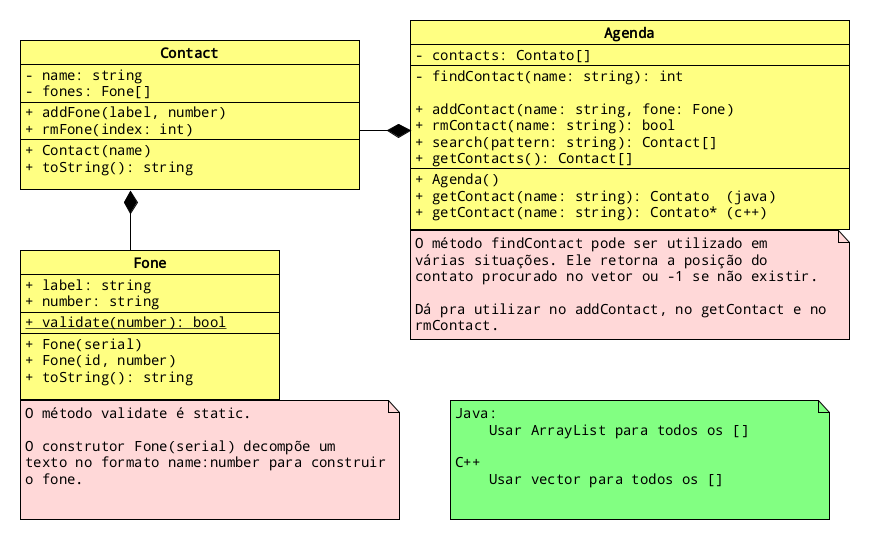 Contact
- name: string
- fones: Fone[]
+ addFone(label, number)
+ rmFone(index: int)
+ Contact(name)
+ toString(): string
Agenda
- contacts: Contato[]
- findContact(name: string): int
+ addContact(name: string, fone: Fone)
+ rmContact(name: string): bool
+ search(pattern: string): Contact[]
+ getContacts(): Contact[]
+ Agenda()
+ getContact(name: string): Contato  (java)
+ getContact(name: string): Contato* (c++)
O método findContact pode ser utilizado em
várias situações. Ele retorna a posição do
contato procurado no vetor ou -1 se não existir.
Dá pra utilizar no addContact, no getContact e no
rmContact.
Fone
+ label: string
+ number: string
+ validate(number): bool
+ Fone(serial)
+ Fone(id, number)
+ toString(): string
O método validate é static.
O construtor Fone(serial) decompõe um
texto no formato name:number para construir
o fone.
Java:
Usar ArrayList para todos os []
C++
Usar vector para todos os []